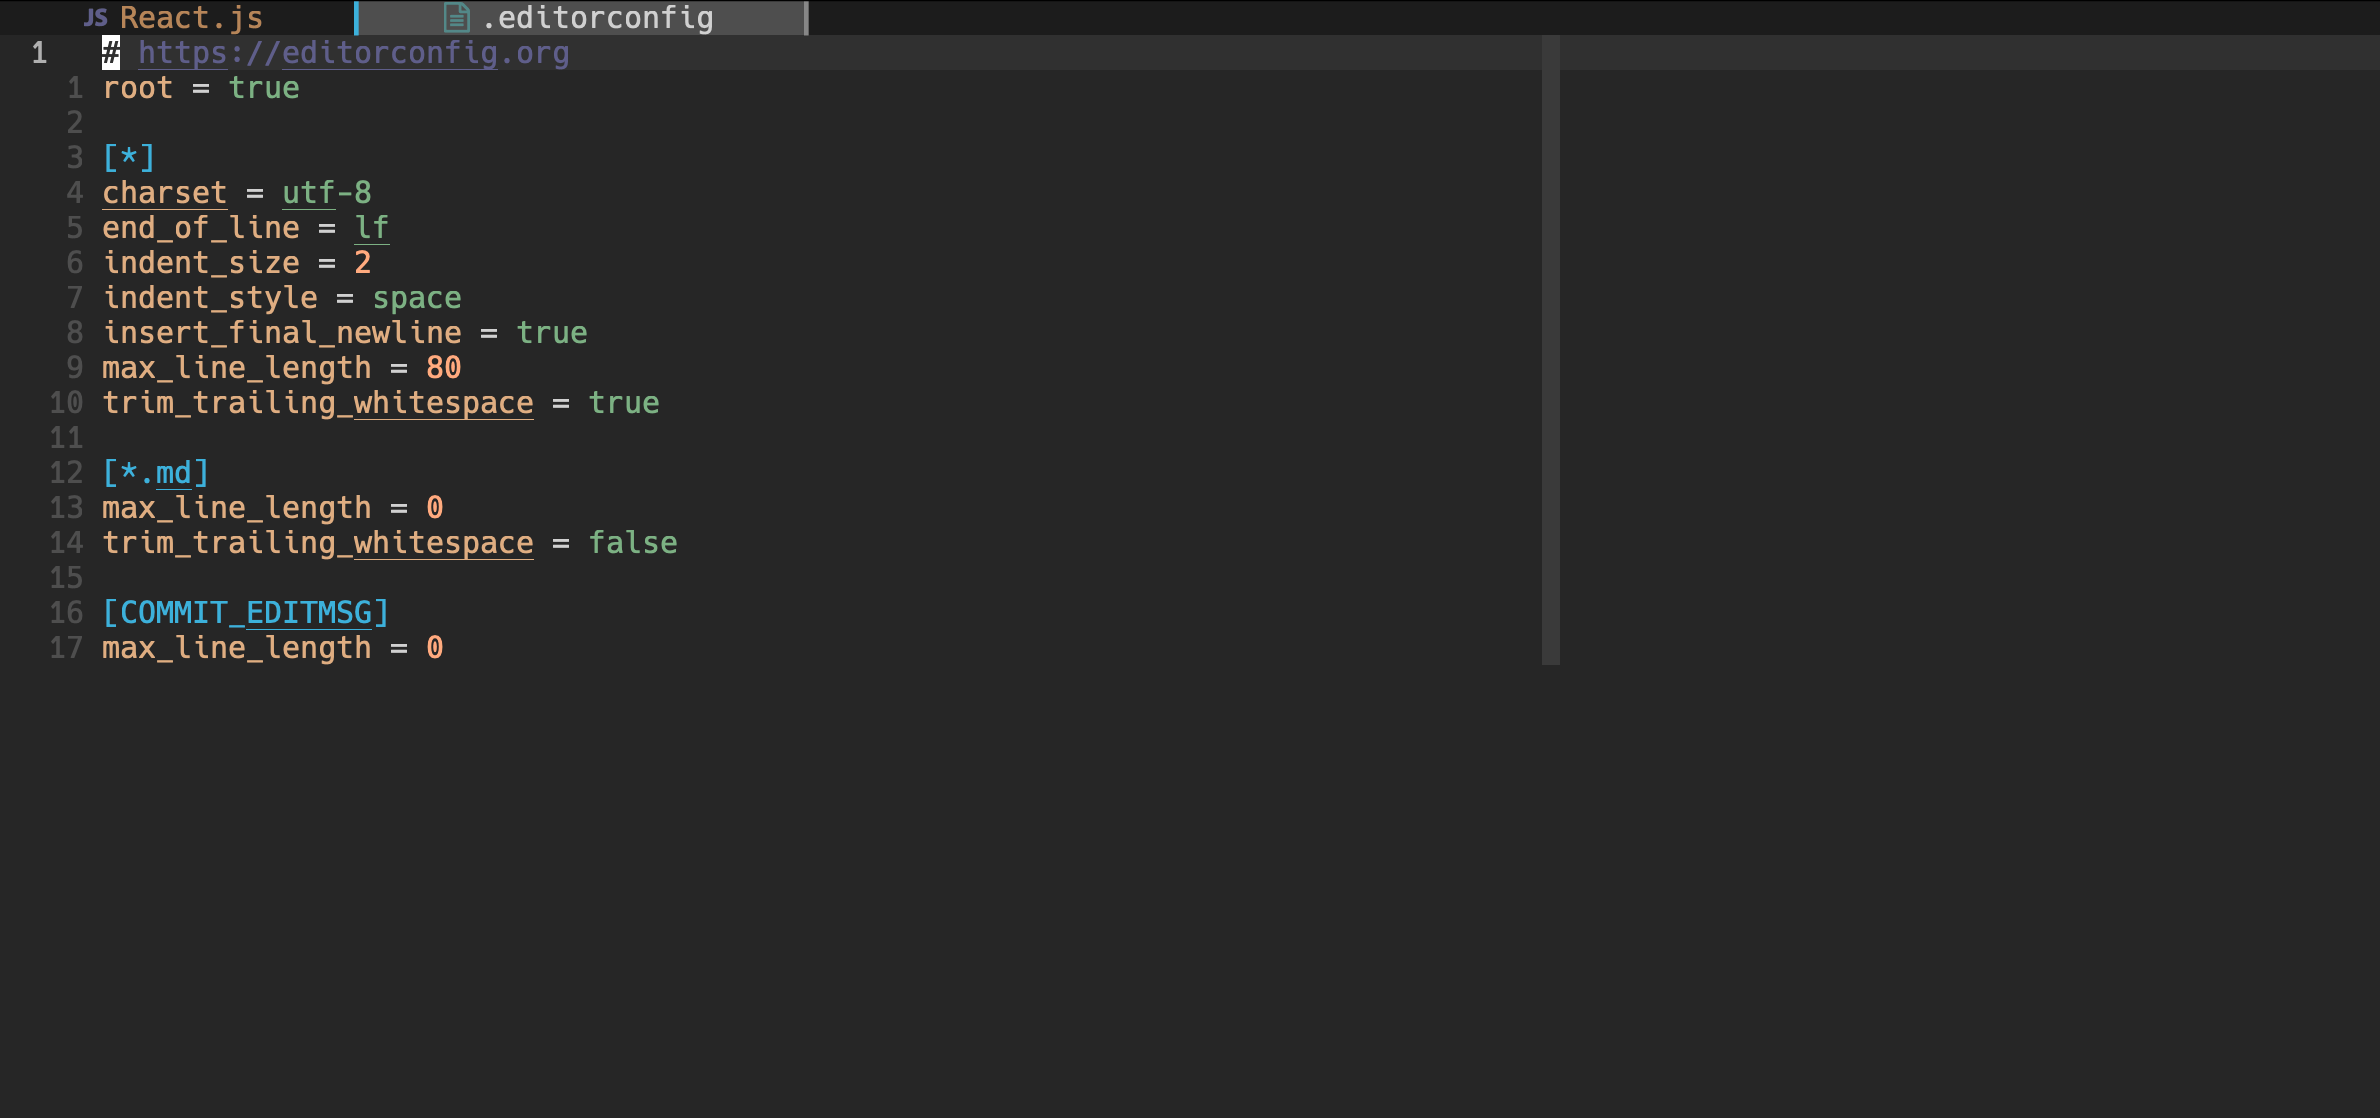 JS React.js .editorconfig
1 # https://editorconfig.org
1 root = true
2
3 [*]
4 charset = utf-8
5 end_of_line = lf
6 indent_size = 2
7 indent_style = space
8 insert_final_newline = true
9 max_line_length = 80
10 trim_trailing_whitespace = true
11
12 [*.md]
13 max_line_length = 0
14 trim_trailing_whitespace = false
15
16 [COMMIT_EDITMSG]
17 max_line_length = 0